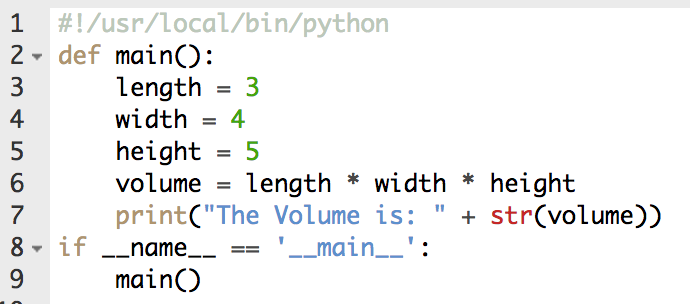 1 #!/usr/local/bin/python
2 def main():
3     length = 3
4     width = 4
5     height = 5
6     volume = length * width * height
7     print("The Volume is: " + str(volume))
8 if __name__ == '__main__':
9     main()